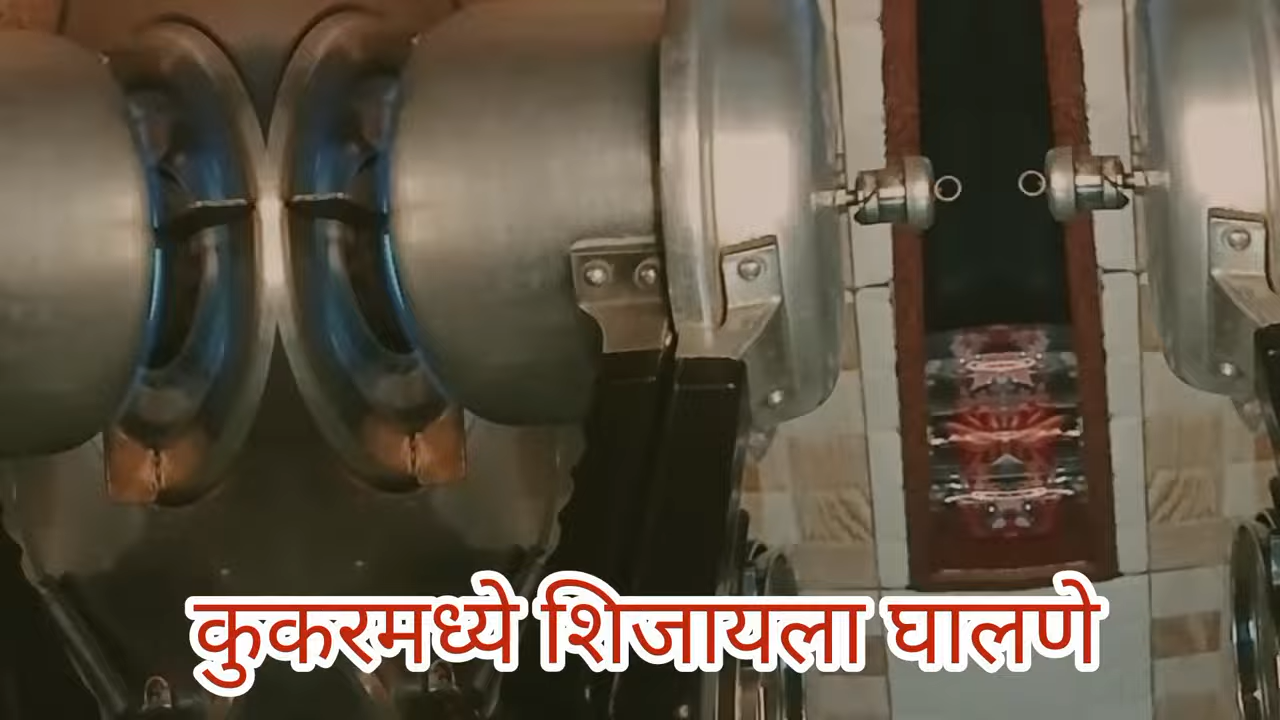 कुकरमध्ये शिजायला घालणे